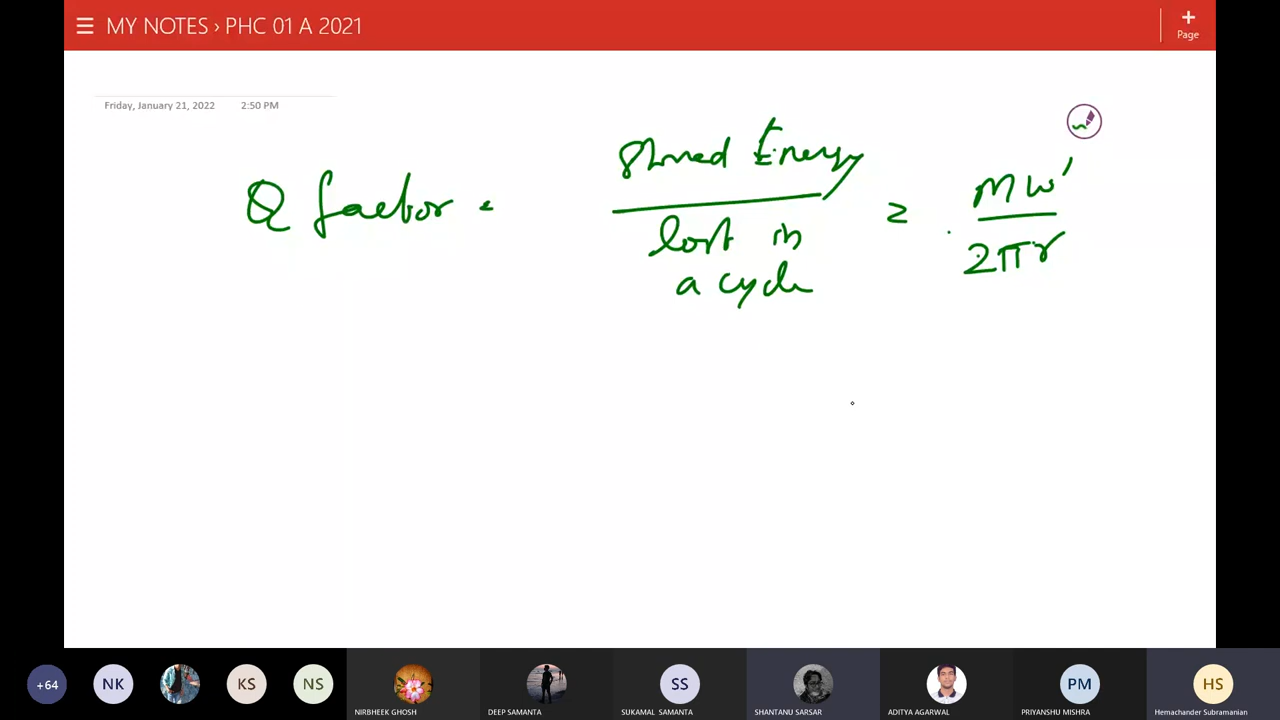 MY NOTES › PHC 01 A 2021
+
Page
Friday, January 21, 2022 2:50 PM
Q factor = Stored Energy / lost in a cycle = mω' / 2πr
+64 NK KS NS SS PM HS
NIRBHEEK GHOSH DEEP SAMANTA SUKAMAL SAMANTA SHANTANU SARSAR ADITYA AGARWAL PRIYANSHU MISHRA Hemachander Subramanian